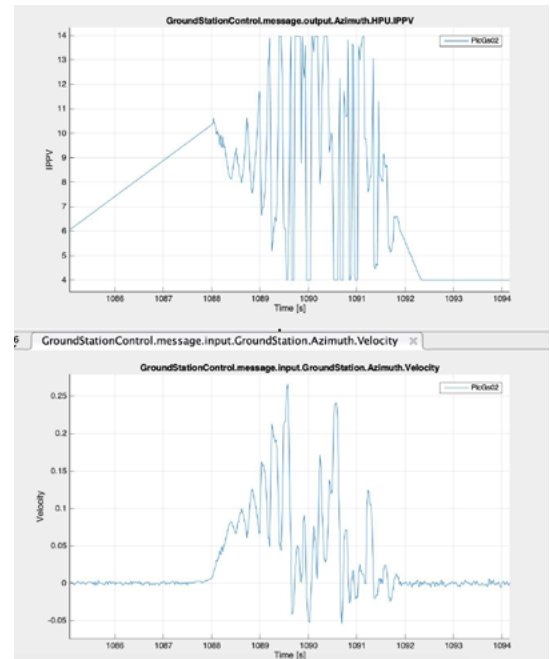 GroundStationControl.message.output.Azimuth.HPU.IPPV
14
PlcGs02
13
12
11
10
IPPV
9
8
7
6
5
4
1086 1087 1088 1089 1090 1091 1092 1093 1094
Time [s]
6 GroundStationControl.message.input.GroundStation.Azimuth.Velocity ×
GroundStationControl.message.input.GroundStation.Azimuth.Velocity
PlcGs02
0.25
0.2
0.15
Velocity
0.1
0.05
0
-0.05
1086 1087 1088 1089 1090 1091 1092 1093 1094
Time [s]